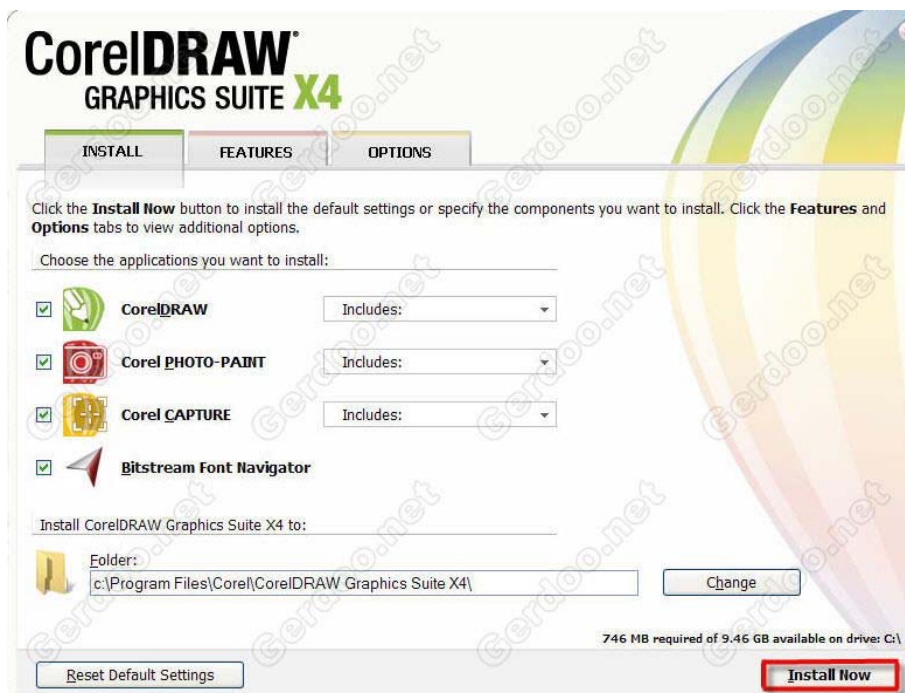 CorelDRAW®
GRAPHICS SUITE X4
INSTALL FEATURES OPTIONS
Click the Install Now button to install the default settings or specify the components you want to install. Click the Features and
Options tabs to view additional options.
Choose the applications you want to install:
CorelDRAW Includes:
Corel PHOTO-PAINT Includes:
Corel CAPTURE Includes:
Bitstream Font Navigator
Install CorelDRAW Graphics Suite X4 to:
Folder:
c:\Program Files\Corel\CorelDRAW Graphics Suite X4\ Change
746 MB required of 9.46 GB available on drive: C:\
Reset Default Settings Install Now
Gerdoo.net